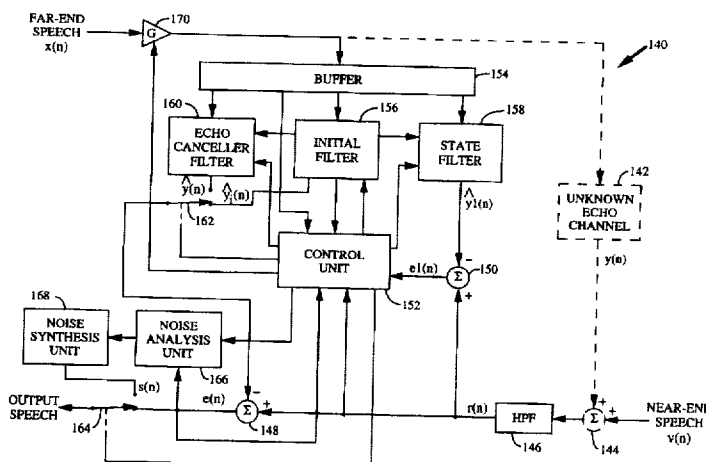 FAR-END
SPEECH
x(n)
G
170
140
BUFFER
154
160
156
158
ECHO
CANCELLER
FILTER
INITIAL
FILTER
STATE
FILTER
142
UNKNOWN
ECHO
CHANNEL
ŷ(n)
ŷi(n)
162
ŷ1(n)
y(n)
CONTROL
UNIT
152
e1(n)
−
Σ
150
+
168
NOISE
SYNTHESIS
UNIT
NOISE
ANALYSIS
UNIT
166
s(n)
OUTPUT
SPEECH
164
e(n)
−
Σ
+
148
r(n)
HPF
146
+
Σ
+
144
NEAR-END
SPEECH
v(n)